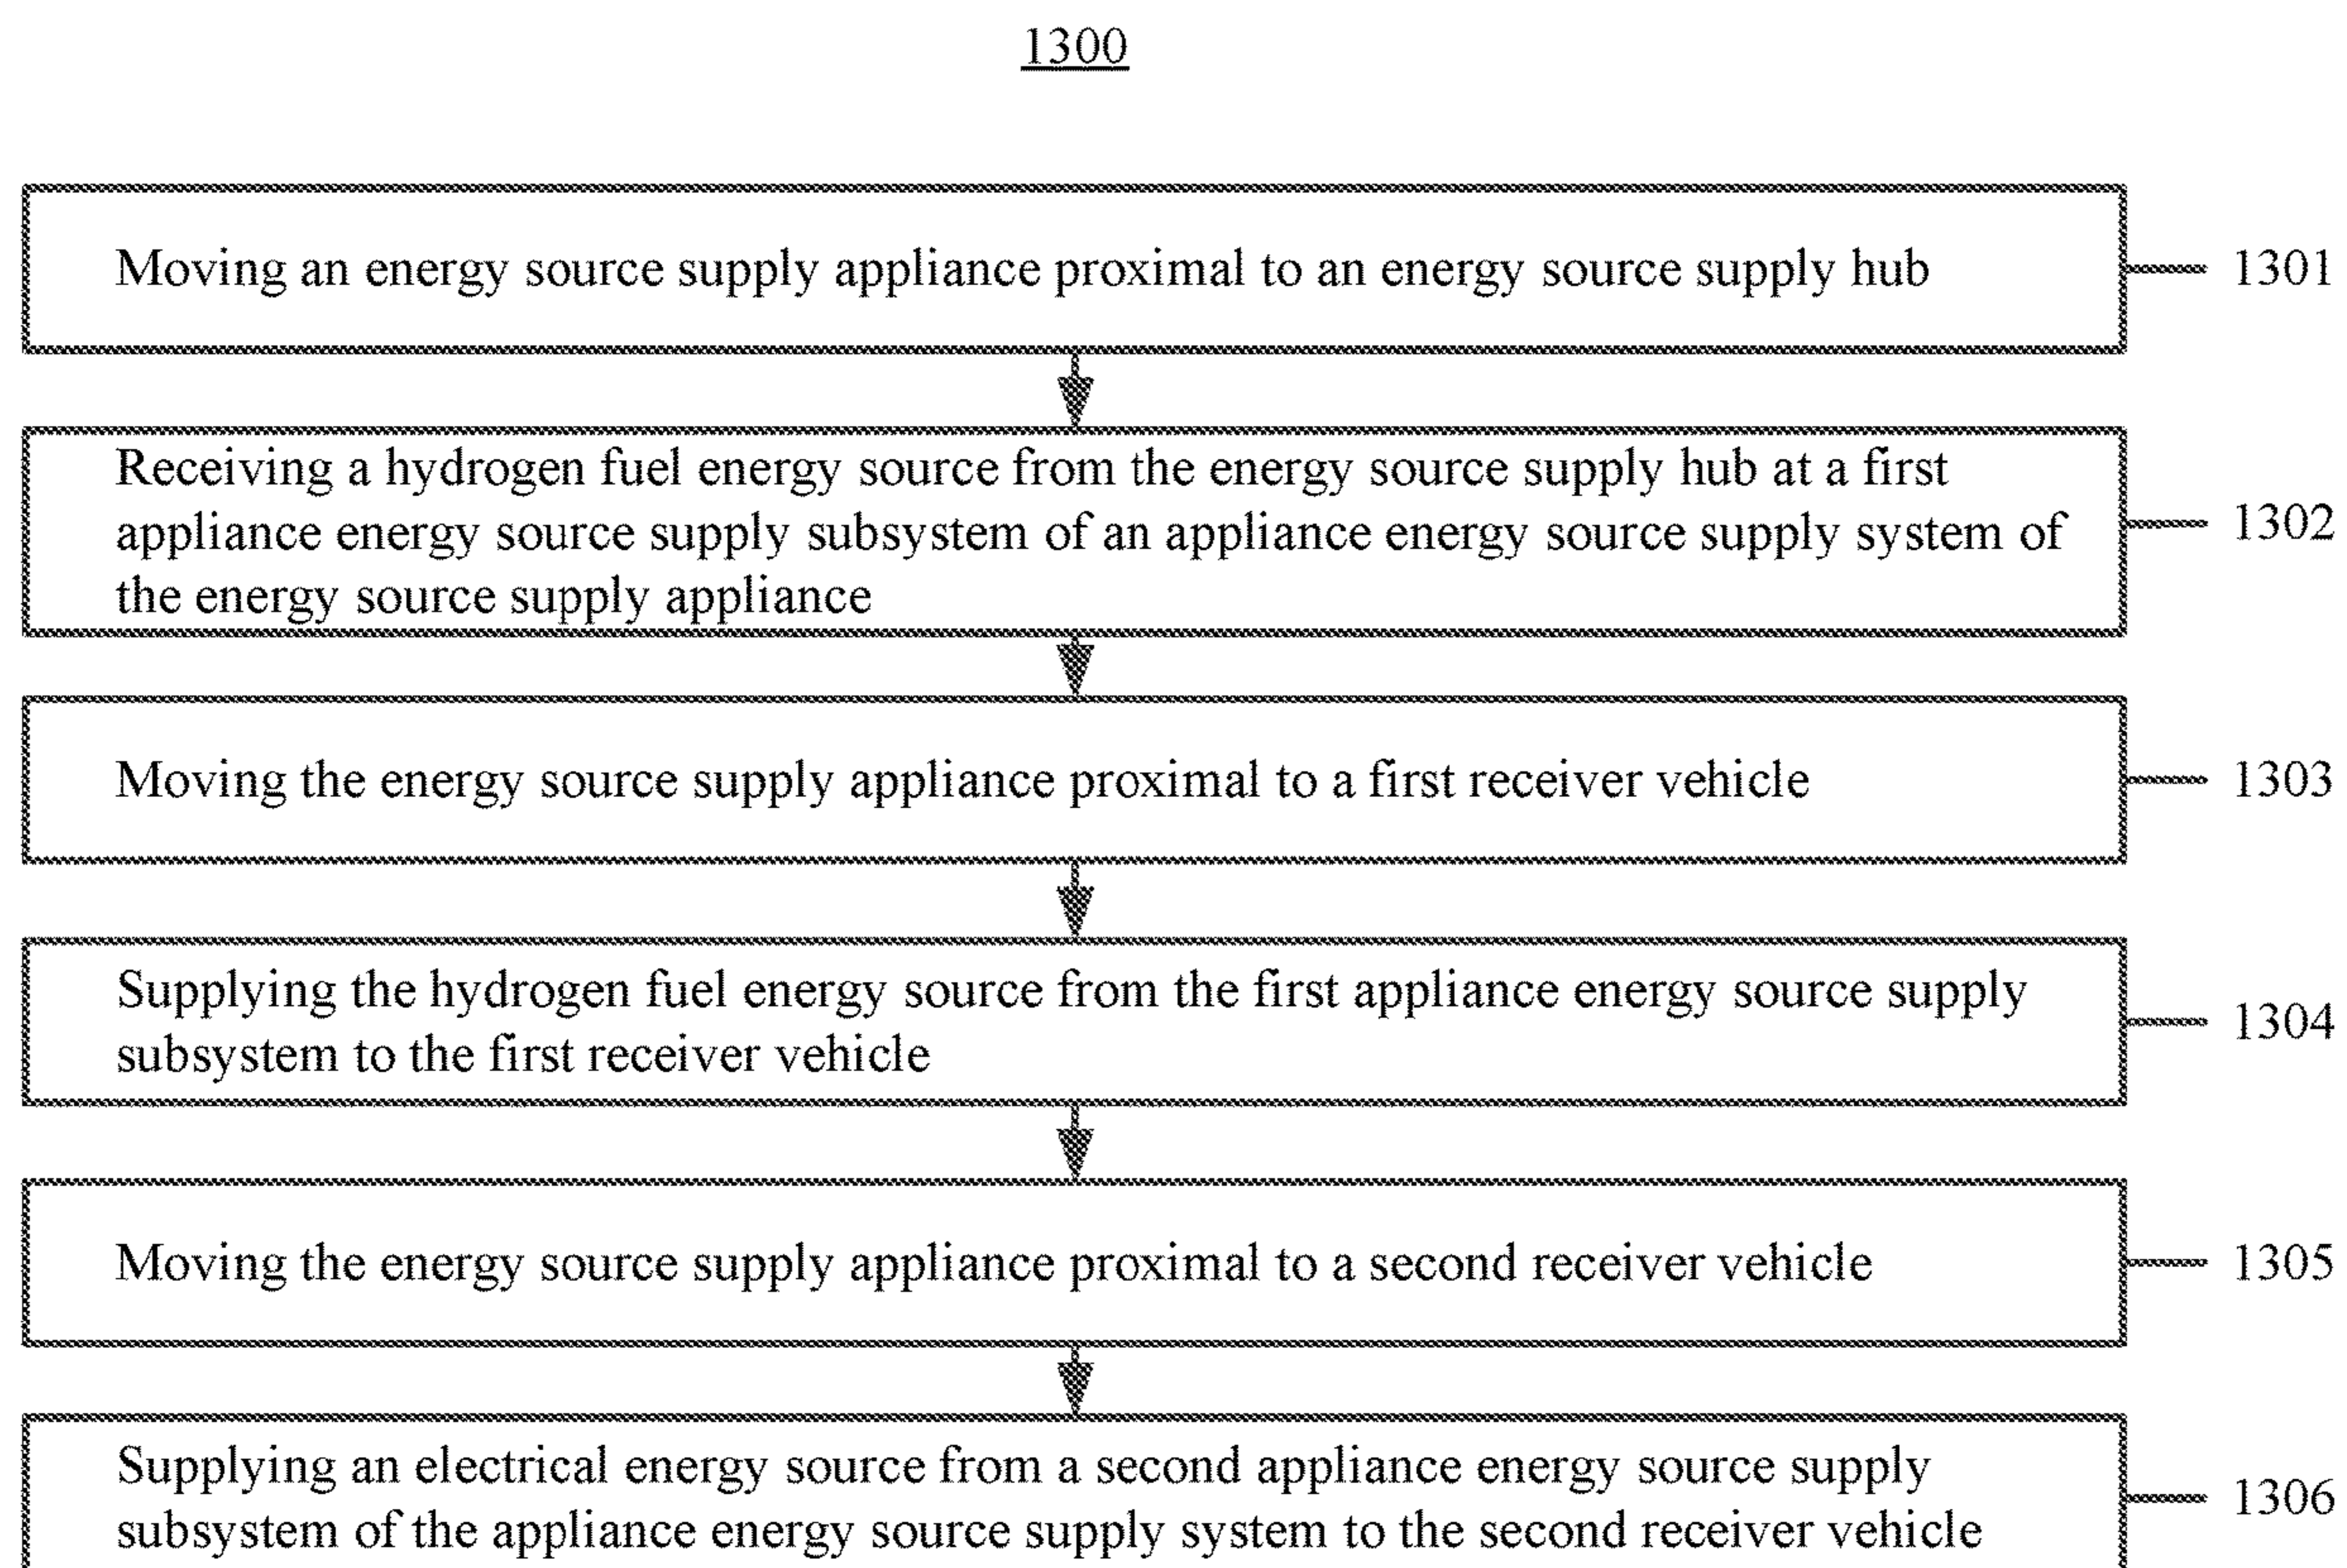 1300
Moving an energy source supply appliance proximal to an energy source supply hub
1301
Receiving a hydrogen fuel energy source from the energy source supply hub at a first
appliance energy source supply subsystem of an appliance energy source supply system of
the energy source supply appliance
1302
Moving the energy source supply appliance proximal to a first receiver vehicle
1303
Supplying the hydrogen fuel energy source from the first appliance energy source supply
subsystem to the first receiver vehicle
1304
Moving the energy source supply appliance proximal to a second receiver vehicle
1305
Supplying an electrical energy source from a second appliance energy source supply
subsystem of the appliance energy source supply system to the second receiver vehicle
1306